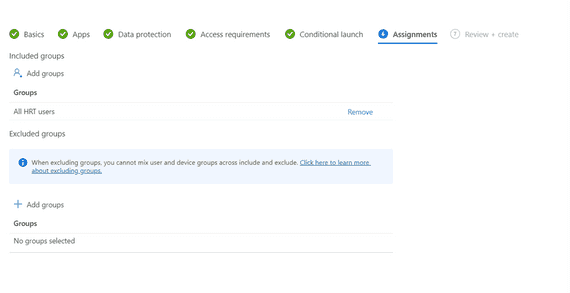 Basics Apps Data protection Access requirements Conditional launch 6 Assignments 7 Review + create
Included groups
Add groups
Groups
All HRT users Remove
Excluded groups
When excluding groups, you cannot mix user and device groups across include and exclude. Click here to learn more
about excluding groups.
Add groups
Groups
No groups selected